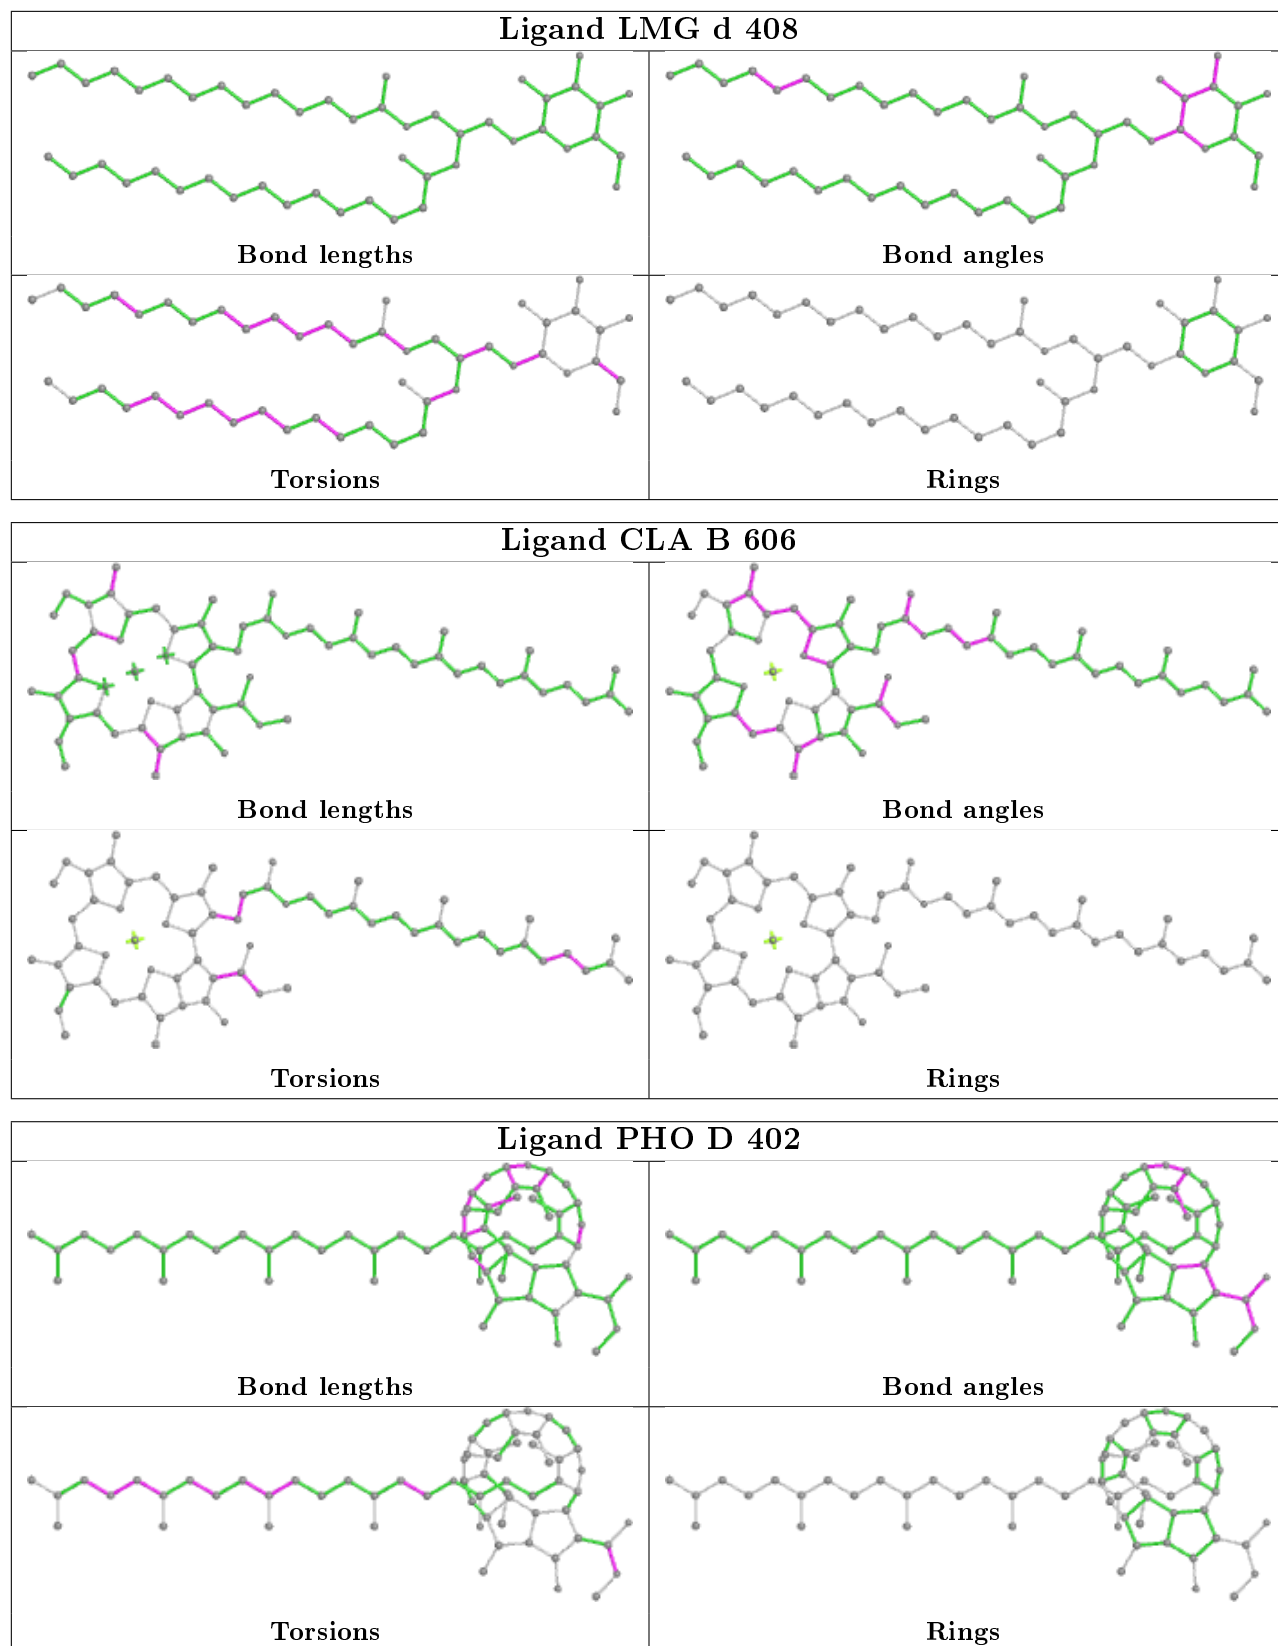 Ligand LMG d 408
Bond lengths
Bond angles
Torsions
Rings
Ligand CLA B 606
Bond lengths
Bond angles
Torsions
Rings
Ligand PHO D 402
Bond lengths
Bond angles
Torsions
Rings